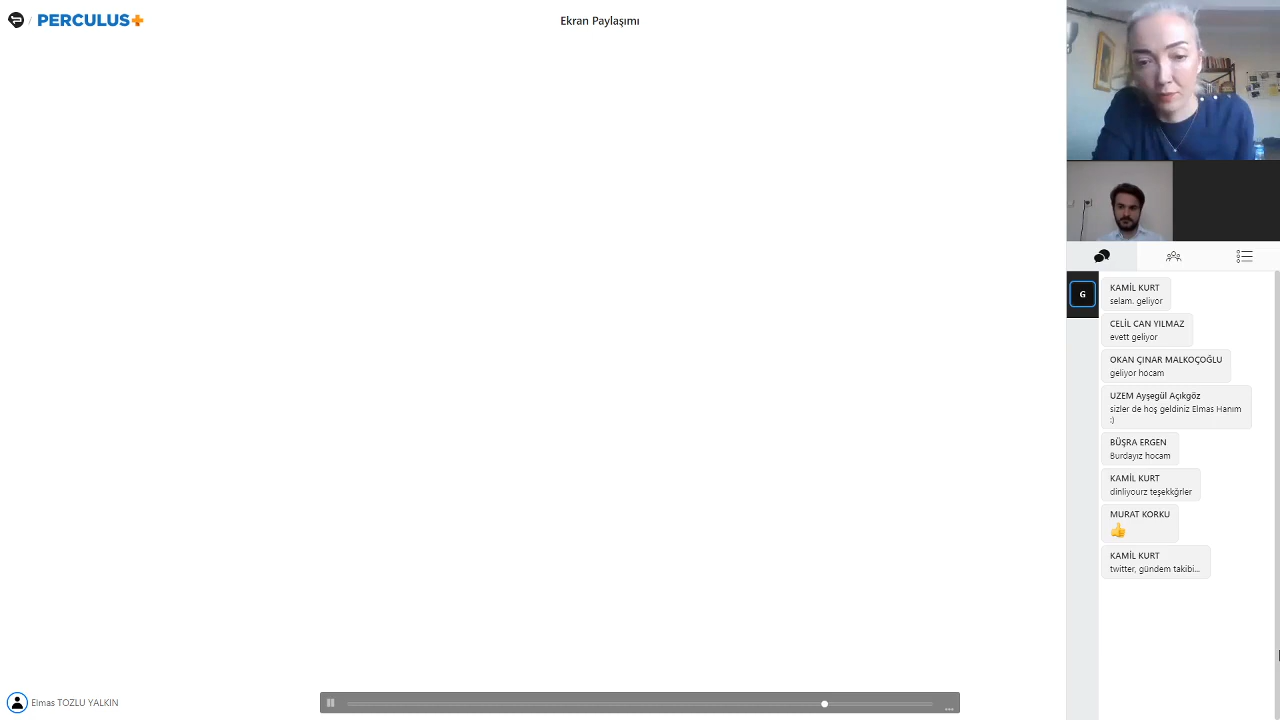 PERCULUS+
Ekran Paylaşımı
G
KAMİL KURT
selam. geliyor
CELİL CAN YILMAZ
evett geliyor
OKAN ÇINAR MALKOÇOĞLU
geliyor hocam
UZEM Ayşegül Açıkgöz
sizler de hoş geldiniz Elmas Hanım
:)
BÜŞRA ERGEN
Burdayız hocam
KAMİL KURT
dinliyourz teşekkğrler
MURAT KORKU
👍
KAMİL KURT
twitter, gündem takibi...
Elmas TOZLU YALKIN